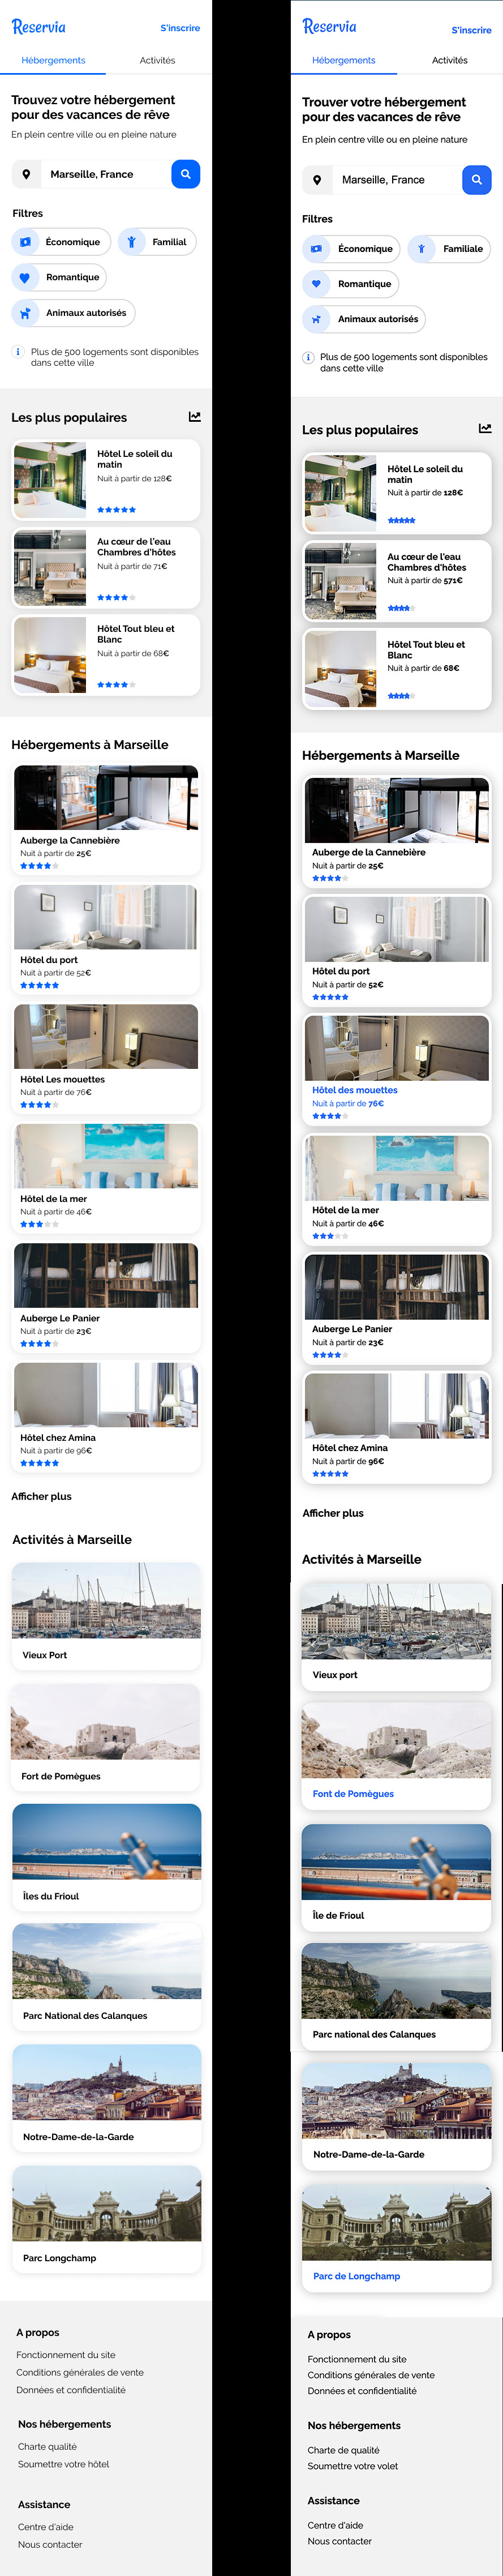 Reservia
S'inscrire
Hébergements
Activités
Trouvez votre hébergement
pour des vacances de rêve
En plein centre ville ou en pleine nature
Marseille, France
Filtres
Économique
Familial
Romantique
Animaux autorisés
Plus de 500 logements sont disponibles
dans cette ville
Les plus populaires
Hôtel Le soleil du
matin
Nuit à partir de 128€
Au cœur de l'eau
Chambres d'hôtes
Nuit à partir de 71€
Hôtel Tout bleu et
Blanc
Nuit à partir de 68€
Hébergements à Marseille
Auberge la Cannebière
Nuit à partir de 25€
Hôtel du port
Nuit à partir de 52€
Hôtel Les mouettes
Nuit à partir de 76€
Hôtel de la mer
Nuit à partir de 46€
Auberge Le Panier
Nuit à partir de 23€
Hôtel chez Amina
Nuit à partir de 96€
Afficher plus
Activités à Marseille
Vieux Port
Fort de Pomègues
Îles du Frioul
Parc National des Calanques
Notre-Dame-de-la-Garde
Parc Longchamp
A propos
Fonctionnement du site
Conditions générales de vente
Données et confidentialité
Nos hébergements
Charte qualité
Soumettre votre hôtel
Assistance
Centre d'aide
Nous contacter
Reservia
S'inscrire
Hébergements
Activités
Trouver votre hébergement
pour des vacances de rêve
En plein centre ville ou en pleine nature
Marseille, France
Filtres
Économique
Familiale
Romantique
Animaux autorisés
Plus de 500 logements sont disponibles
dans cette ville
Les plus populaires
Hôtel Le soleil du
matin
Nuit à partir de 128€
Au cœur de l'eau
Chambres d'hôtes
Nuit à partir de 571€
Hôtel Tout bleu et
Blanc
Nuit à partir de 68€
Hébergements à Marseille
Auberge de la Cannebière
Nuit à partir de 25€
Hôtel du port
Nuit à partir de 52€
Hôtel des mouettes
Nuit à partir de 76€
Hôtel de la mer
Nuit à partir de 46€
Auberge Le Panier
Nuit à partir de 23€
Hôtel chez Amina
Nuit à partir de 96€
Afficher plus
Activités à Marseille
Vieux port
Font de Pomègues
Île de Frioul
Parc national des Calanques
Notre-Dame-de-la-Garde
Parc de Longchamp
A propos
Fonctionnement du site
Conditions générales de vente
Données et confidentialité
Nos hébergements
Charte de qualité
Soumettre votre volet
Assistance
Centre d'aide
Nous contacter